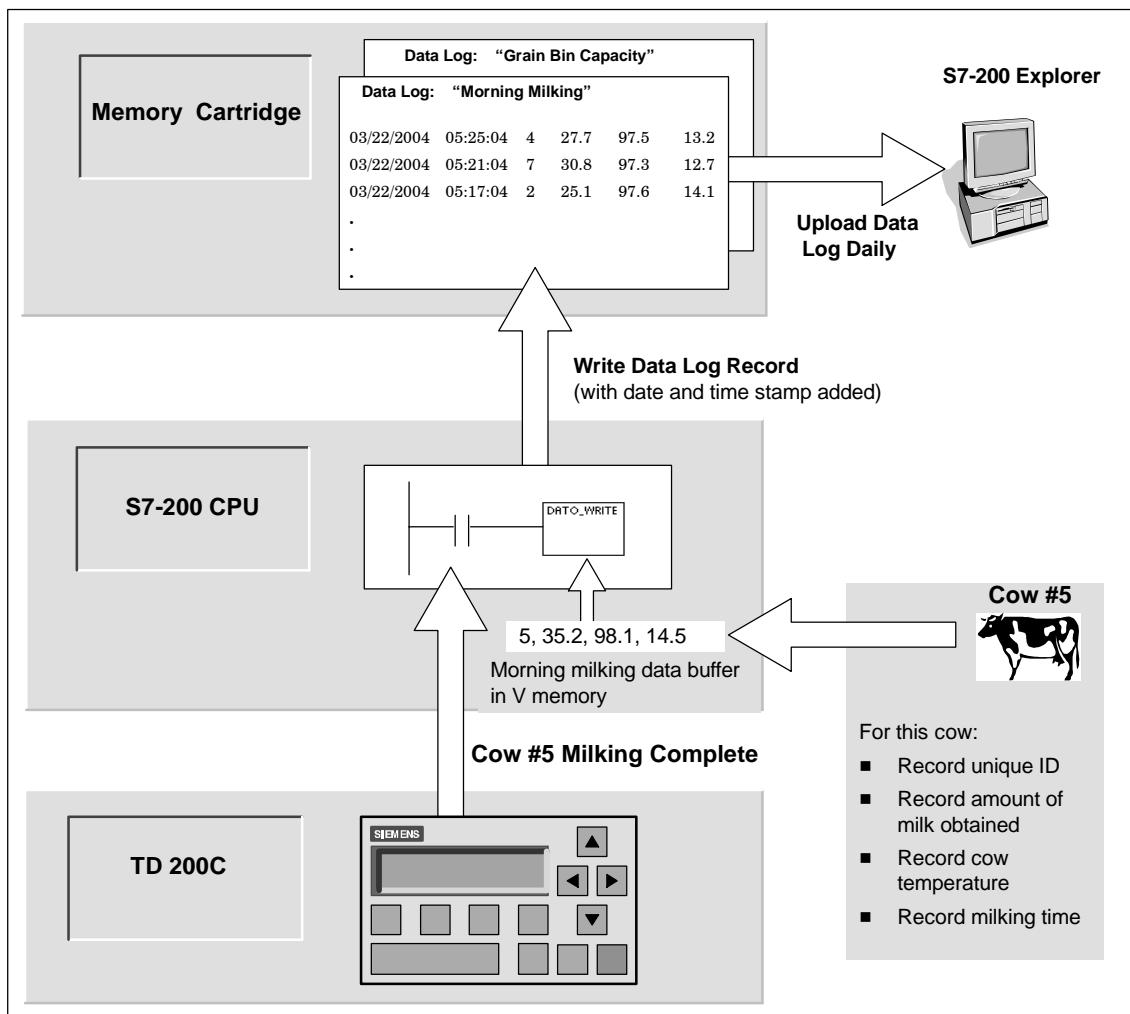 Data Log: “Grain Bin Capacity”
Memory Cartridge
Data Log: “Morning Milking”
03/22/2004 05:25:04 4 27.7 97.5 13.2
03/22/2004 05:21:04 7 30.8 97.3 12.7
03/22/2004 05:17:04 2 25.1 97.6 14.1
.
.
.
S7-200 Explorer
Upload Data
Log Daily
Write Data Log Record
(with date and time stamp added)
S7-200 CPU
DAT0_WRITE
5, 35.2, 98.1, 14.5
Morning milking data buffer
in V memory
Cow #5
For this cow:
■ Record unique ID
■ Record amount of
milk obtained
■ Record cow
temperature
■ Record milking time
Cow #5 Milking Complete
TD 200C
SIEMENS